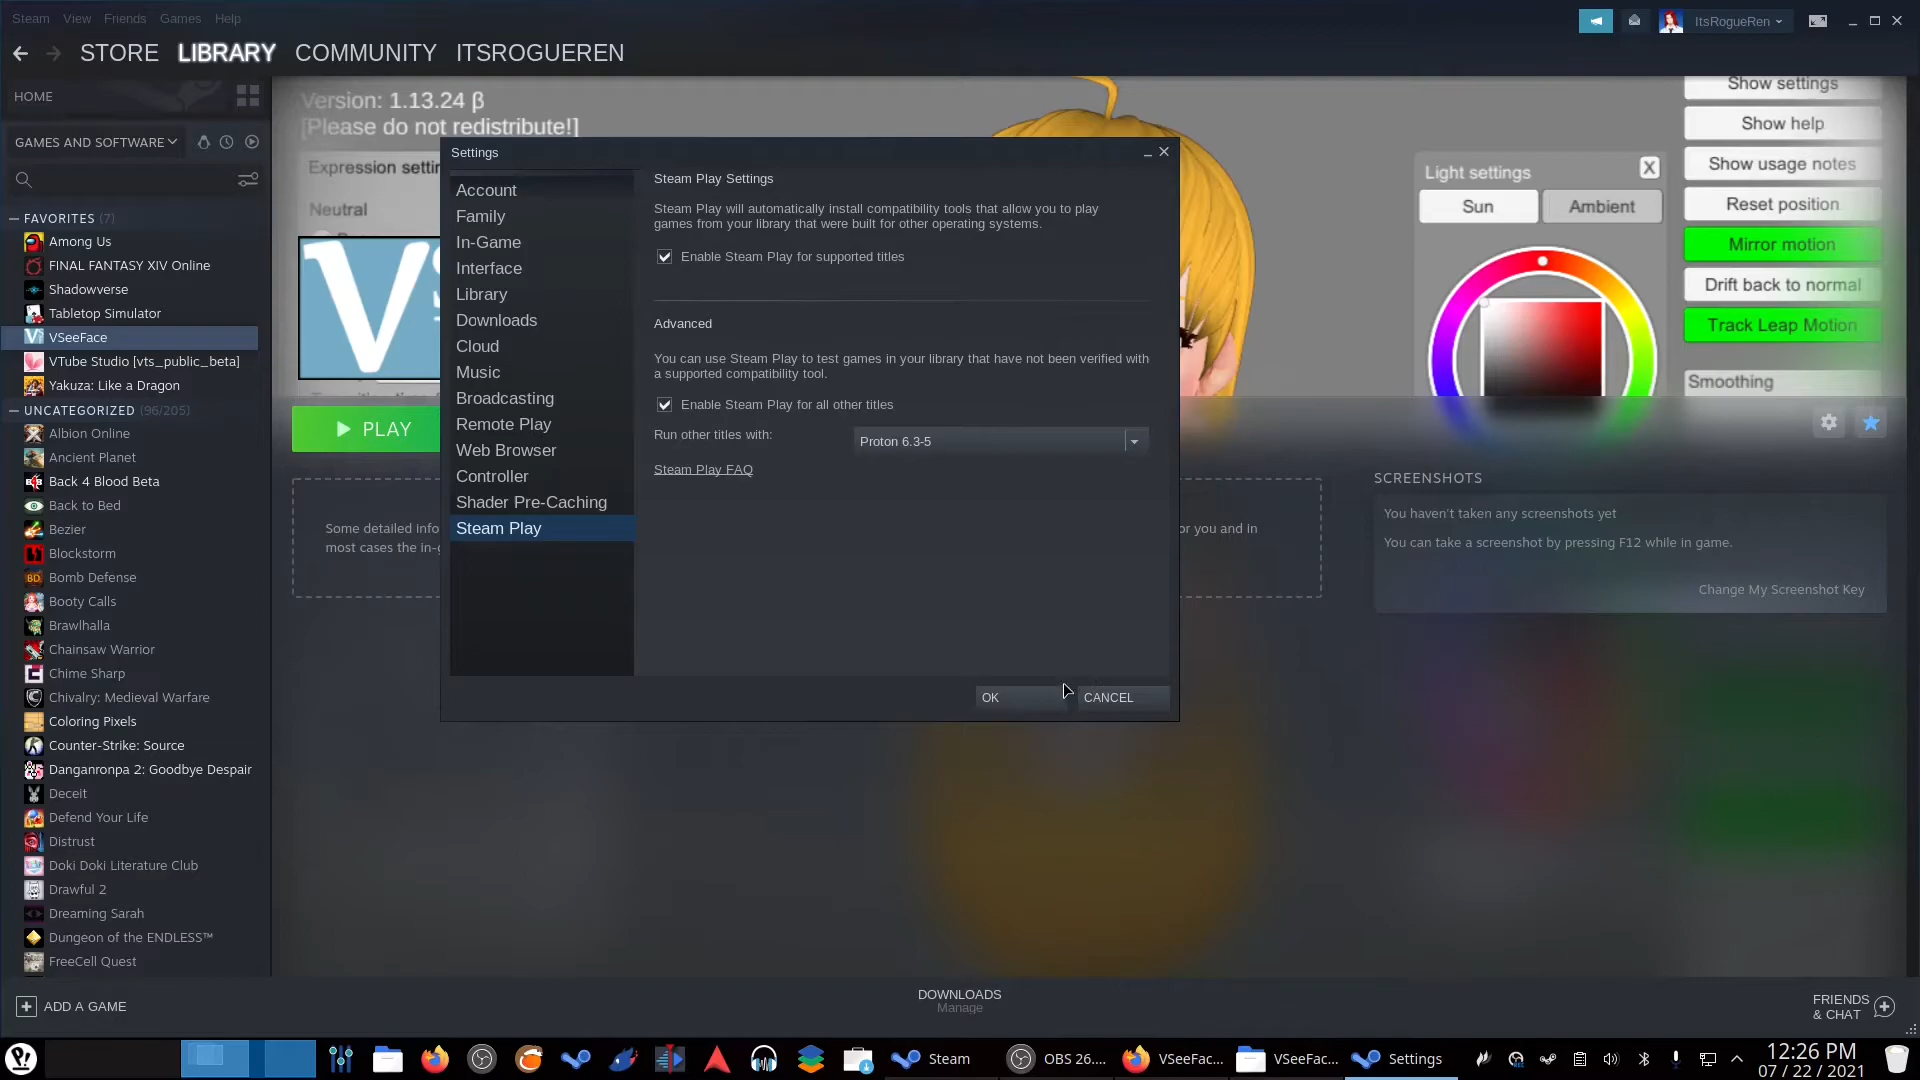 Steam View Friends Games Help
ItsRogueRen
STORE LIBRARY COMMUNITY ITSROGUEREN
HOME
GAMES AND SOFTWARE
FAVORITES (7)
Among Us
FINAL FANTASY XIV Online
Shadowverse
Tabletop Simulator
VSeeFace
VTube Studio [vts_public_beta]
Yakuza: Like a Dragon
UNCATEGORIZED (96/205)
Albion Online
Ancient Planet
Back 4 Blood Beta
Back to Bed
Bezier
Blockstorm
Bomb Defense
Booty Calls
Brawlhalla
Chainsaw Warrior
Chime Sharp
Chivalry: Medieval Warfare
Coloring Pixels
Counter-Strike: Source
Danganronpa 2: Goodbye Despair
Deceit
Defend Your Life
Distrust
Doki Doki Literature Club
Drawful 2
Dreaming Sarah
Dungeon of the ENDLESS™
FreeCell Quest
ADD A GAME
Version: 1.13.24 β
[Please do not redistribute!]
Expression settin
Neutral
PLAY
Some detailed info
most cases the in-g
or you and in
Settings
Account
Family
In-Game
Interface
Library
Downloads
Cloud
Music
Broadcasting
Remote Play
Web Browser
Controller
Shader Pre-Caching
Steam Play
Steam Play Settings
Steam Play will automatically install compatibility tools that allow you to play
games from your library that were built for other operating systems.
Enable Steam Play for supported titles
Advanced
You can use Steam Play to test games in your library that have not been verified with
a supported compatibility tool.
Enable Steam Play for all other titles
Run other titles with: Proton 6.3-5
Steam Play FAQ
OK CANCEL
Light settings X
Sun Ambient
Show settings
Show help
Show usage notes
Reset position
Mirror motion
Drift back to normal
Track Leap Motion
Smoothing
SCREENSHOTS
You haven't taken any screenshots yet
You can take a screenshot by pressing F12 while in game.
Change My Screenshot Key
DOWNLOADS
Manage
FRIENDS
& CHAT
Steam OBS 26.... VSeeFac... VSeeFac... Settings
12:26 PM
07 / 22 / 2021